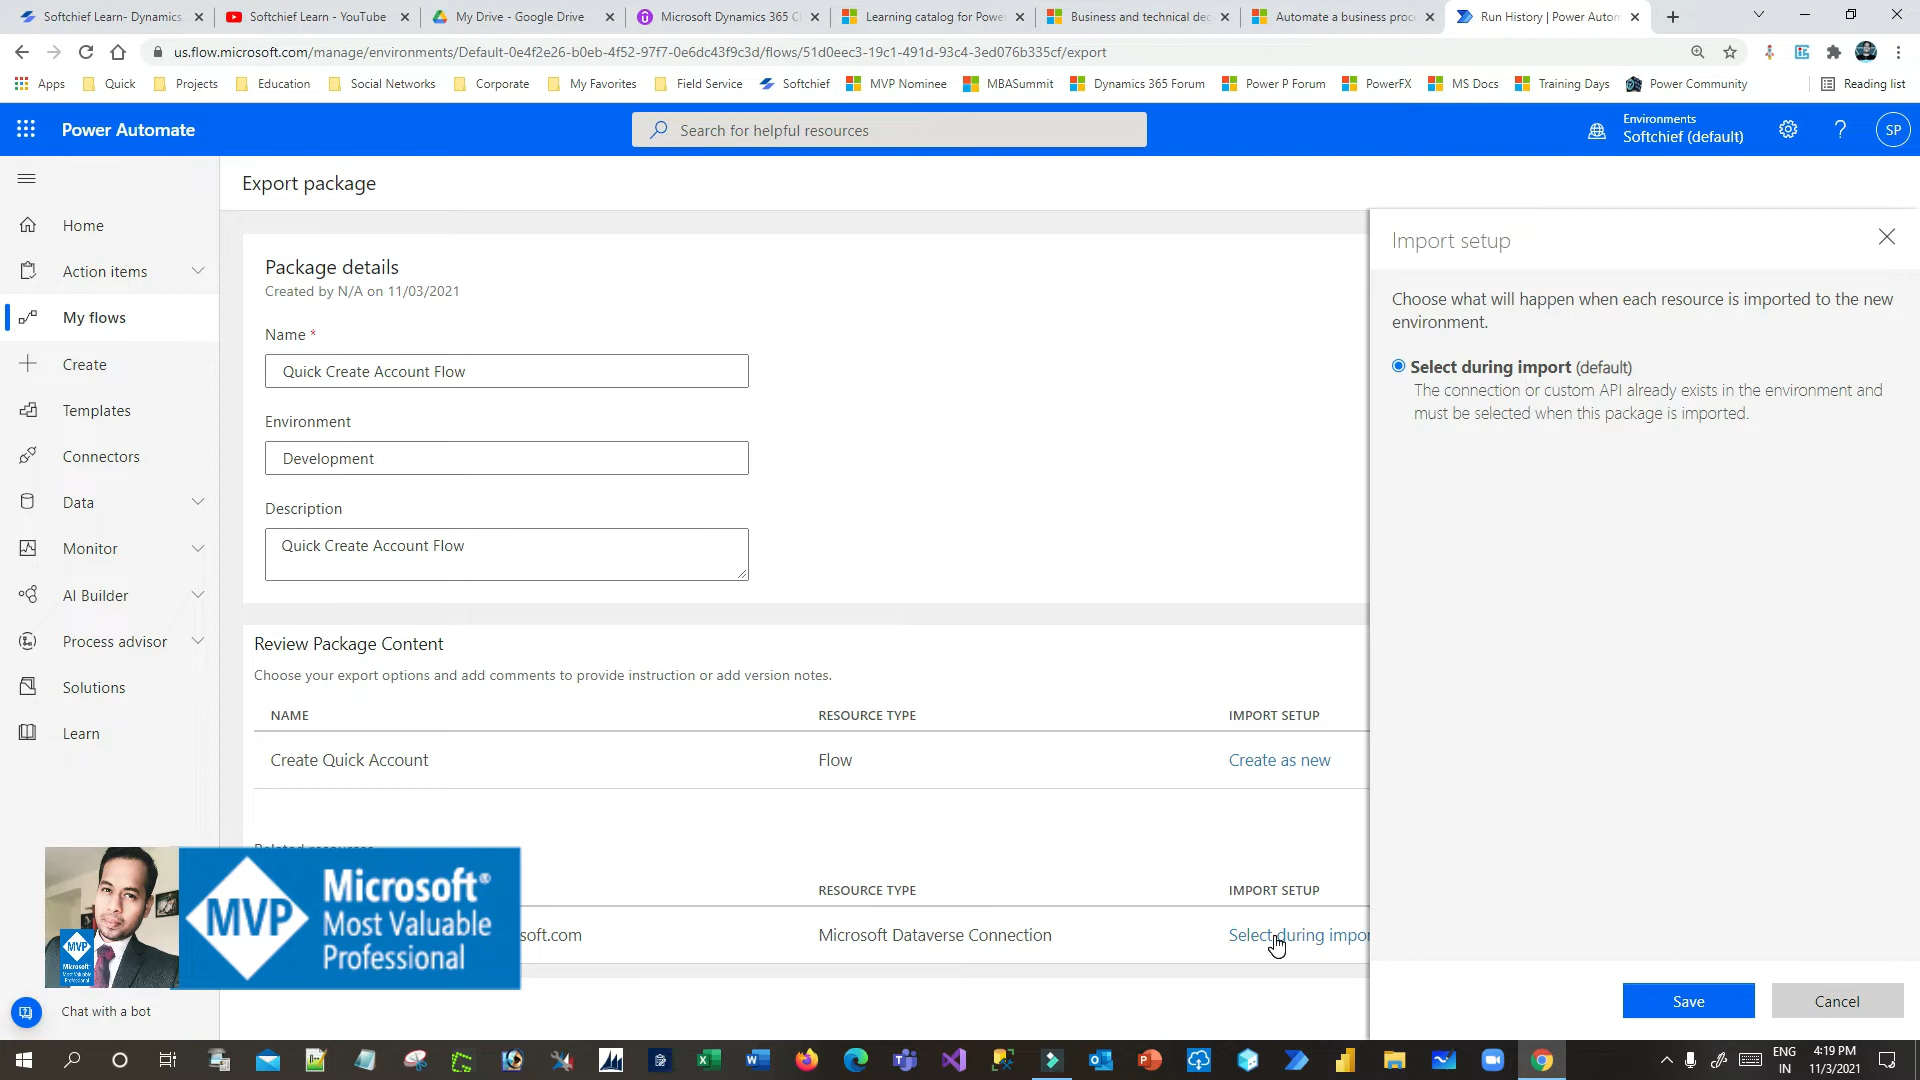 Softchief Learn- Dynamics
Softchief Learn - YouTube
My Drive - Google Drive
Microsoft Dynamics 365 C
Learning catalog for Power
Business and technical dec
Automate a business proce
Run History | Power Autom
us.flow.microsoft.com/manage/environments/Default-0e4f2e26-b0eb-4f52-97f7-0e6dc43f9c3d/flows/51d0eec3-19c1-491d-93c4-3ed076b335cf/export
Apps Quick Projects Education Social Networks Corporate My Favorites Field Service Softchief MVP Nominee MBASummit Dynamics 365 Forum Power P Forum PowerFX MS Docs Training Days Power Community Reading list
Power Automate
Search for helpful resources
Environments
Softchief (default)
? SP
Home
Action items
My flows
Create
Templates
Connectors
Data
Monitor
AI Builder
Process advisor
Solutions
Learn
Chat with a bot
Export package
Package details
Created by N/A on 11/03/2021
Name *
Quick Create Account Flow
Environment
Development
Description
Quick Create Account Flow
Review Package Content
Choose your export options and add comments to provide instruction or add version notes.
NAME RESOURCE TYPE IMPORT SETUP
Create Quick Account Flow Create as new
RESOURCE TYPE IMPORT SETUP
soft.com Microsoft Dataverse Connection Select during impor
Import setup
Choose what will happen when each resource is imported to the new
environment.
Select during import (default)
The connection or custom API already exists in the environment and
must be selected when this package is imported.
Save Cancel
MVP
Microsoft®
Most Valuable
Professional
MVP
Microsoft
ENG
IN
4:19 PM
11/3/2021